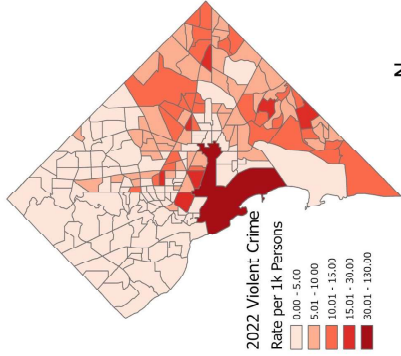 2022 Violent Crime
Rate per 1k Persons
0.00 - 5.00
5.01 - 10.00
10.01 - 15.00
15.01 - 30.00
30.01 - 130.00
N